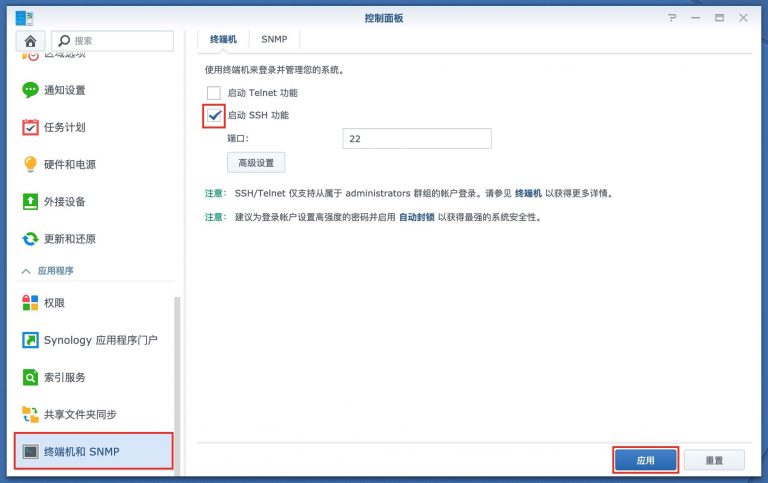 控制面板
搜索
区域选项
通知设置
任务计划
硬件和电源
外接设备
更新和还原
应用程序
权限
Synology 应用程序门户
索引服务
共享文件夹同步
终端机和 SNMP
终端机 SNMP
使用终端机来登录并管理您的系统。
启动 Telnet 功能
启动 SSH 功能
端口: 22
高级设置
注意: SSH/Telnet 仅支持从属于 administrators 群组的帐户登录。请参见 终端机 以获得更多详情。
注意: 建议为登录帐户设置高强度的密码并启用 自动封锁 以获得最强的系统安全性。
应用 重置